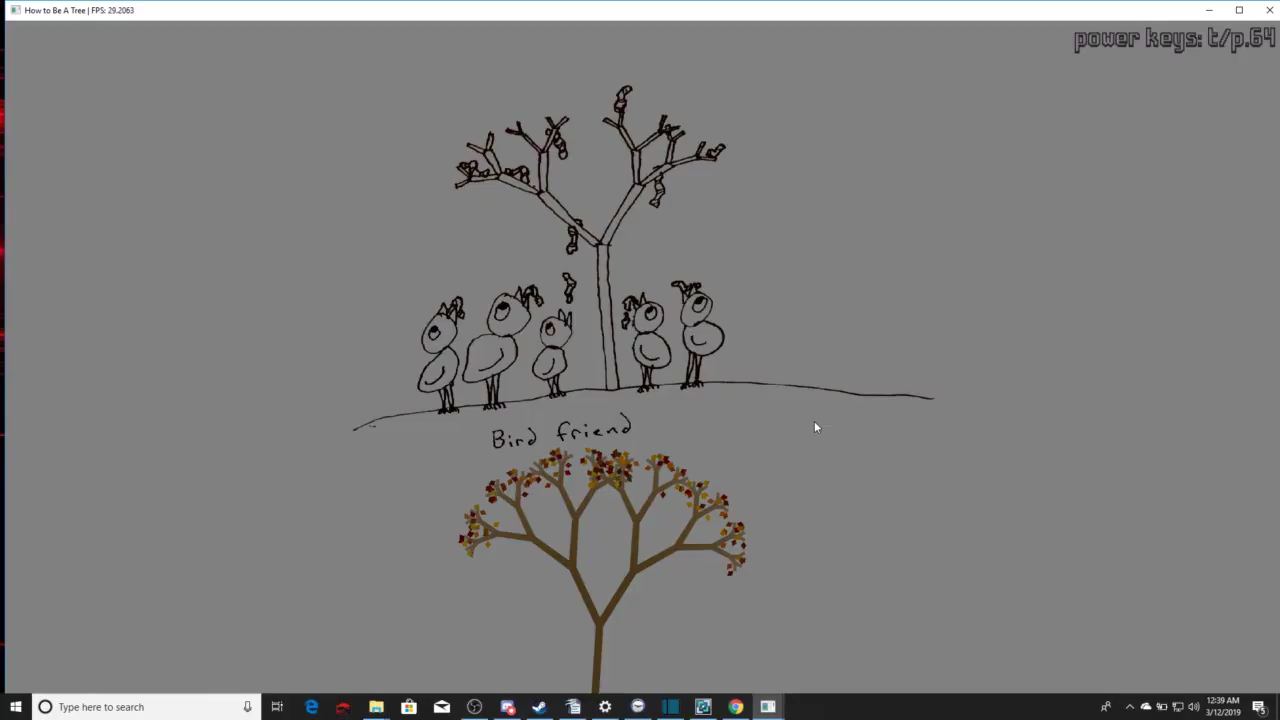 How to Be A Tree | FPS: 29.2063
power keys: t/p.64
Bird friend
Type here to search
12:39 AM
3/12/2019
5